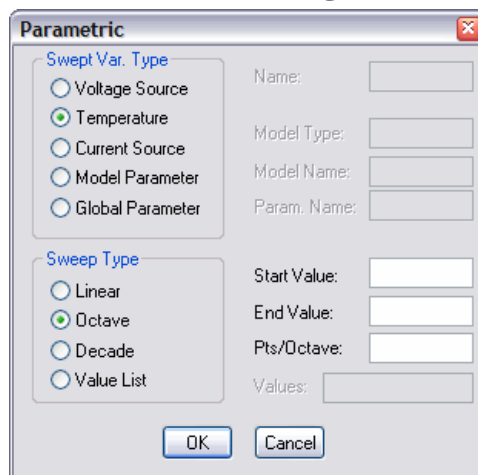 Parametric
Swept Var. Type
Voltage Source
Temperature
Current Source
Model Parameter
Global Parameter
Name:
Model Type:
Model Name:
Param. Name:
Sweep Type
Linear
Octave
Decade
Value List
Start Value:
End Value:
Pts/Octave:
Values:
OK
Cancel